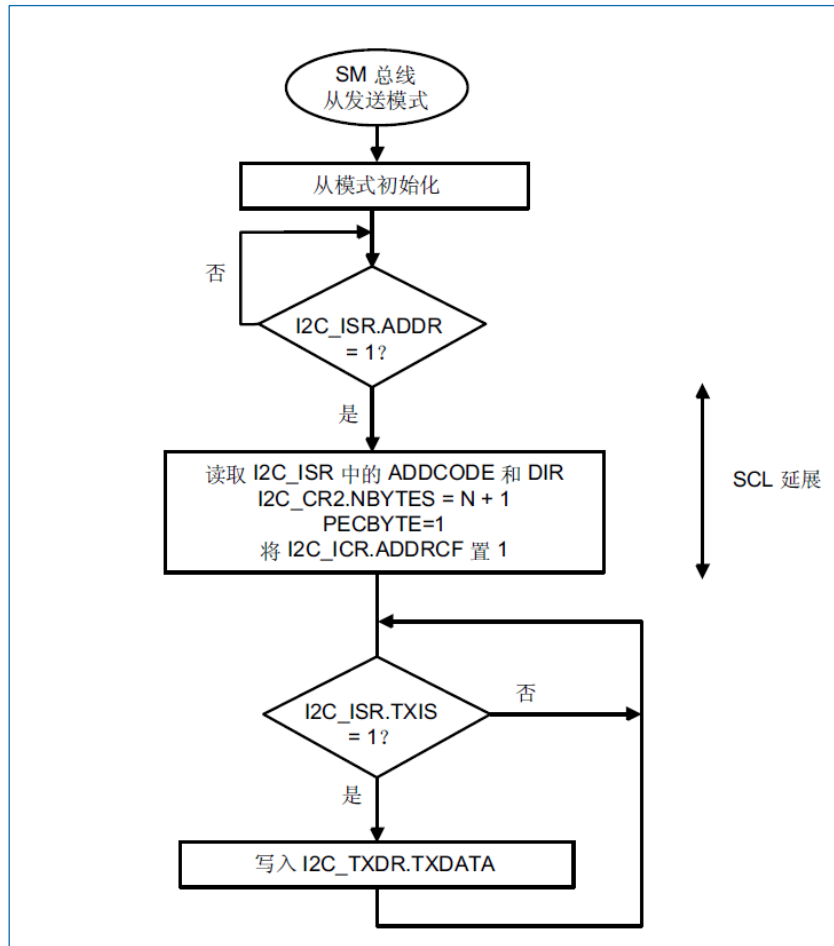 SM 总线
从发送模式
从模式初始化
否
I2C_ISR.ADDR
= 1?
是
读取 I2C_ISR 中的 ADDCODE 和 DIR
I2C_CR2.NBYTES = N + 1
PECBYTE=1
将 I2C_ICR.ADDRCF 置 1
SCL 延展
I2C_ISR.TXIS
= 1?
否
是
写入 I2C_TXDR.TXDATA